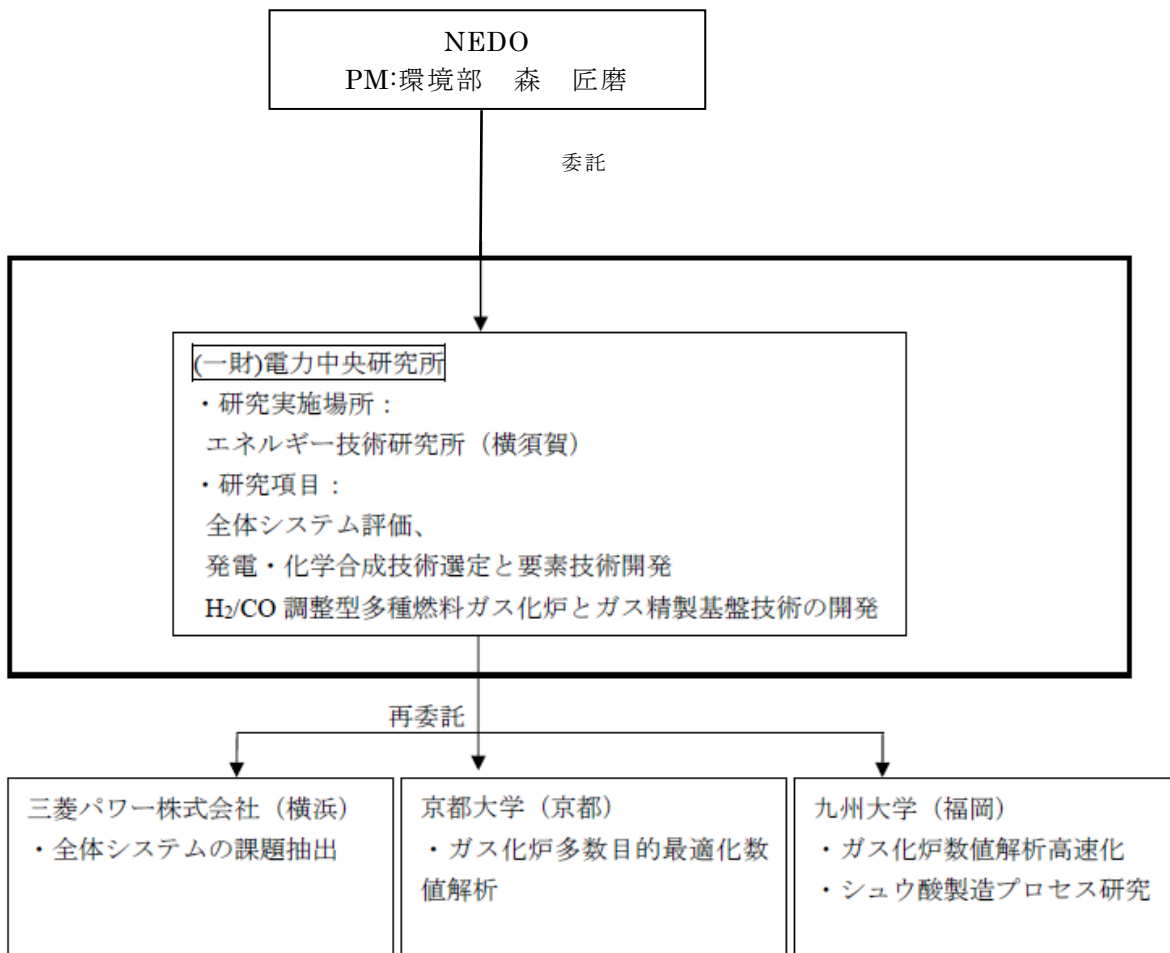 NEDO
PM:環境部　森　匠磨
委託
(一財)電力中央研究所
・研究実施場所：
エネルギー技術研究所（横須賀）
・研究項目：
全体システム評価、
発電・化学合成技術選定と要素技術開発
H₂/CO 調整型多種燃料ガス化炉とガス精製基盤技術の開発
再委託
三菱パワー株式会社（横浜）
・全体システムの課題抽出
京都大学（京都）
・ガス化炉多数目的最適化数
値解析
九州大学（福岡）
・ガス化炉数値解析高速化
・シュウ酸製造プロセス研究